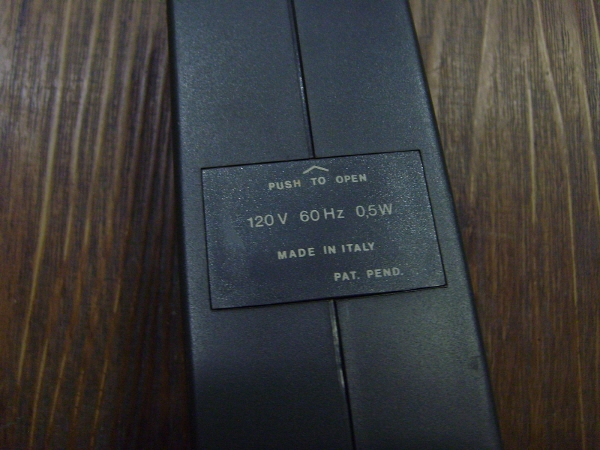 PUSH TO OPEN
120V 60Hz 0,5W
MADE IN ITALY
PAT. PEND.